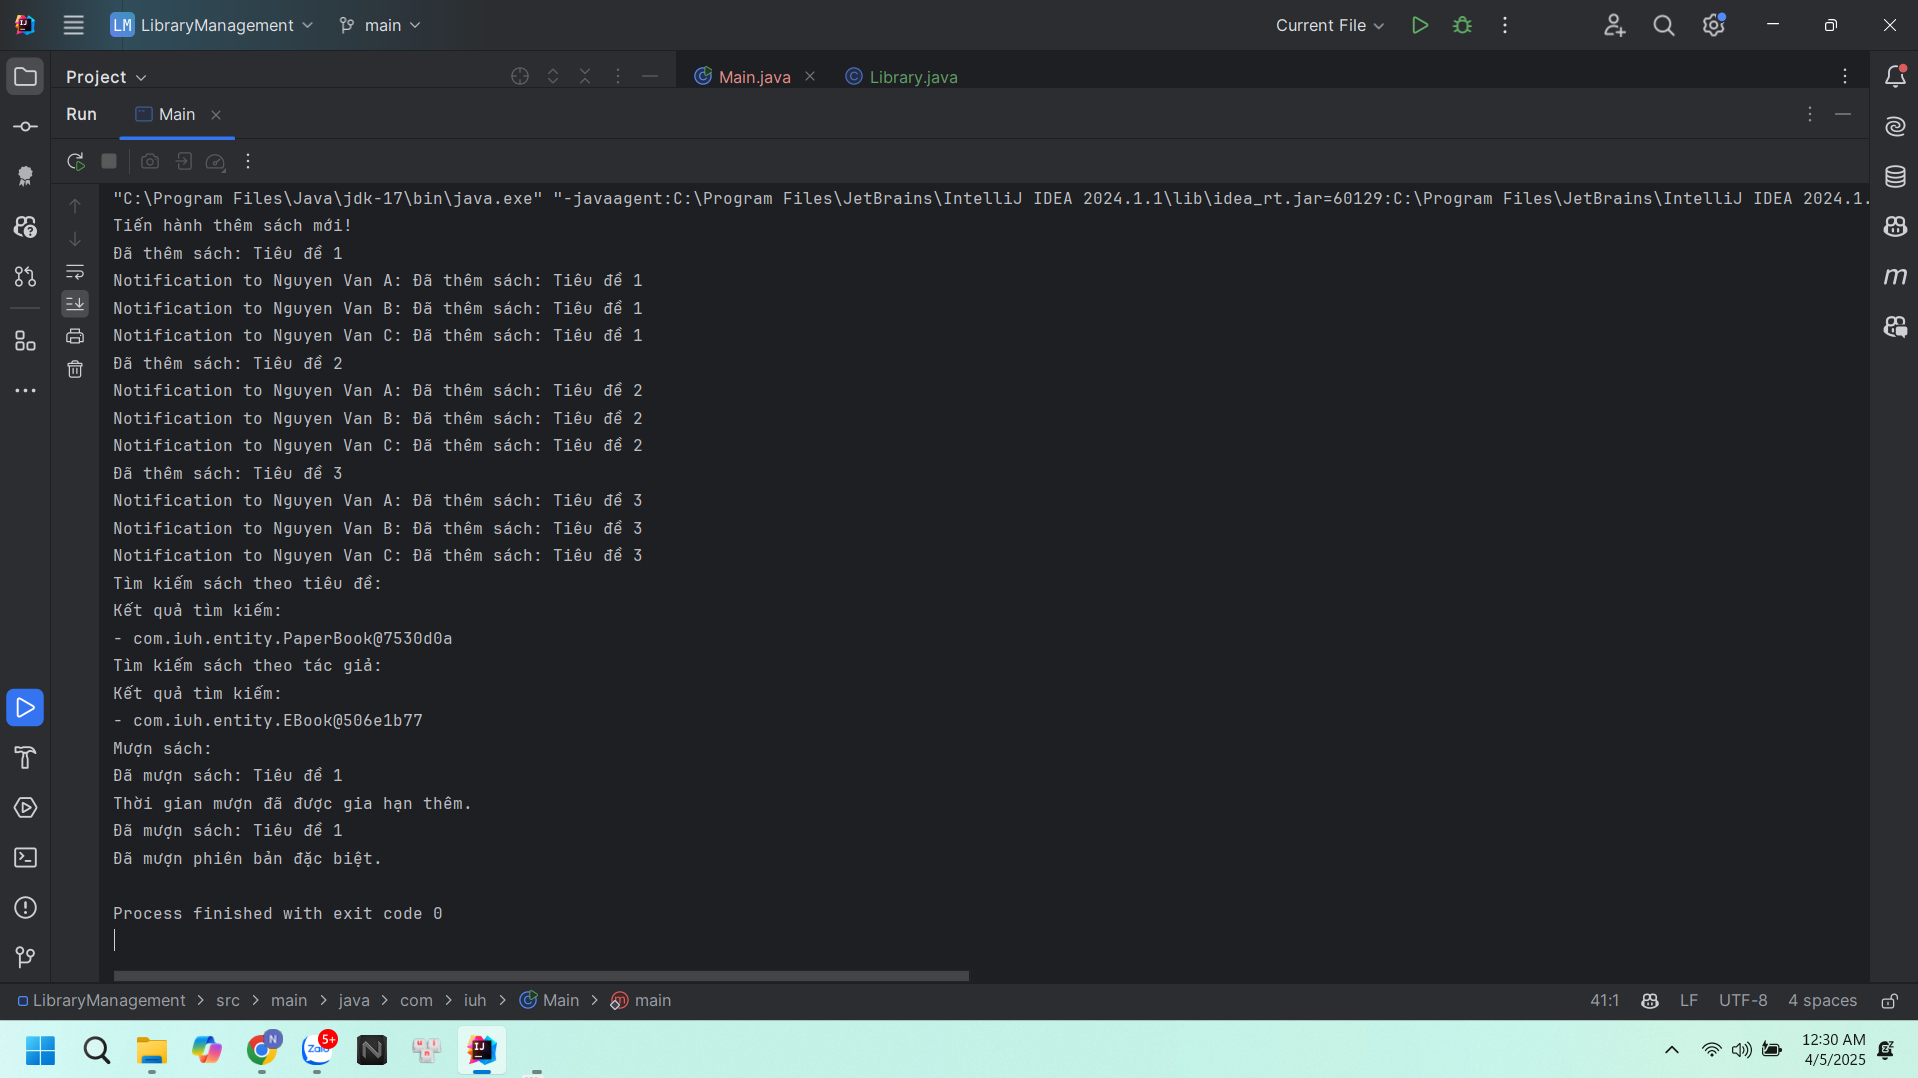 LM LibraryManagement main Current File
Project Main.java Library.java
Run Main
"C:\Program Files\Java\jdk-17\bin\java.exe" "-javaagent:C:\Program Files\JetBrains\IntelliJ IDEA 2024.1.1\lib\idea_rt.jar=60129:C:\Program Files\JetBrains\IntelliJ IDEA 2024.1.
Tiến hành thêm sách mới!
Đã thêm sách: Tiêu đề 1
Notification to Nguyen Van A: Đã thêm sách: Tiêu đề 1
Notification to Nguyen Van B: Đã thêm sách: Tiêu đề 1
Notification to Nguyen Van C: Đã thêm sách: Tiêu đề 1
Đã thêm sách: Tiêu đề 2
Notification to Nguyen Van A: Đã thêm sách: Tiêu đề 2
Notification to Nguyen Van B: Đã thêm sách: Tiêu đề 2
Notification to Nguyen Van C: Đã thêm sách: Tiêu đề 2
Đã thêm sách: Tiêu đề 3
Notification to Nguyen Van A: Đã thêm sách: Tiêu đề 3
Notification to Nguyen Van B: Đã thêm sách: Tiêu đề 3
Notification to Nguyen Van C: Đã thêm sách: Tiêu đề 3
Tìm kiếm sách theo tiêu đề:
Kết quả tìm kiếm:
- com.iuh.entity.PaperBook@7530d0a
Tìm kiếm sách theo tác giả:
Kết quả tìm kiếm:
- com.iuh.entity.EBook@506e1b77
Mượn sách:
Đã mượn sách: Tiêu đề 1
Thời gian mượn đã được gia hạn thêm.
Đã mượn sách: Tiêu đề 1
Đã mượn phiên bản đặc biệt.
Process finished with exit code 0
LibraryManagement > src > main > java > com > iuh > Main > main 41:1 LF UTF-8 4 spaces
12:30 AM
4/5/2025
N
Zalo
5+
N
IJ